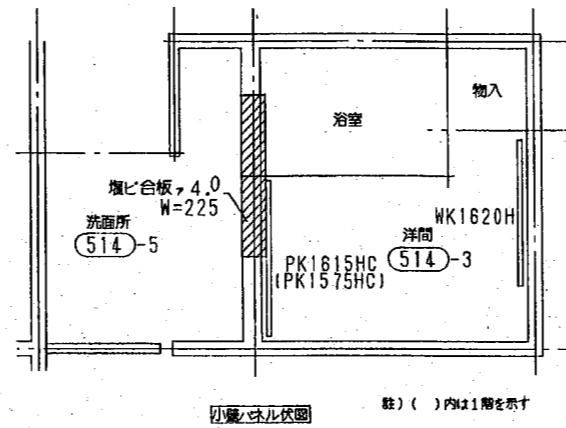 物入
浴室
塩ビ合板ァ4.0
W=225
洗面所
514-5
WK1620H
洋間
514-3
PK1615HC
(PK1575HC)
小壁パネル伏図
註) ( )内は1階を示す